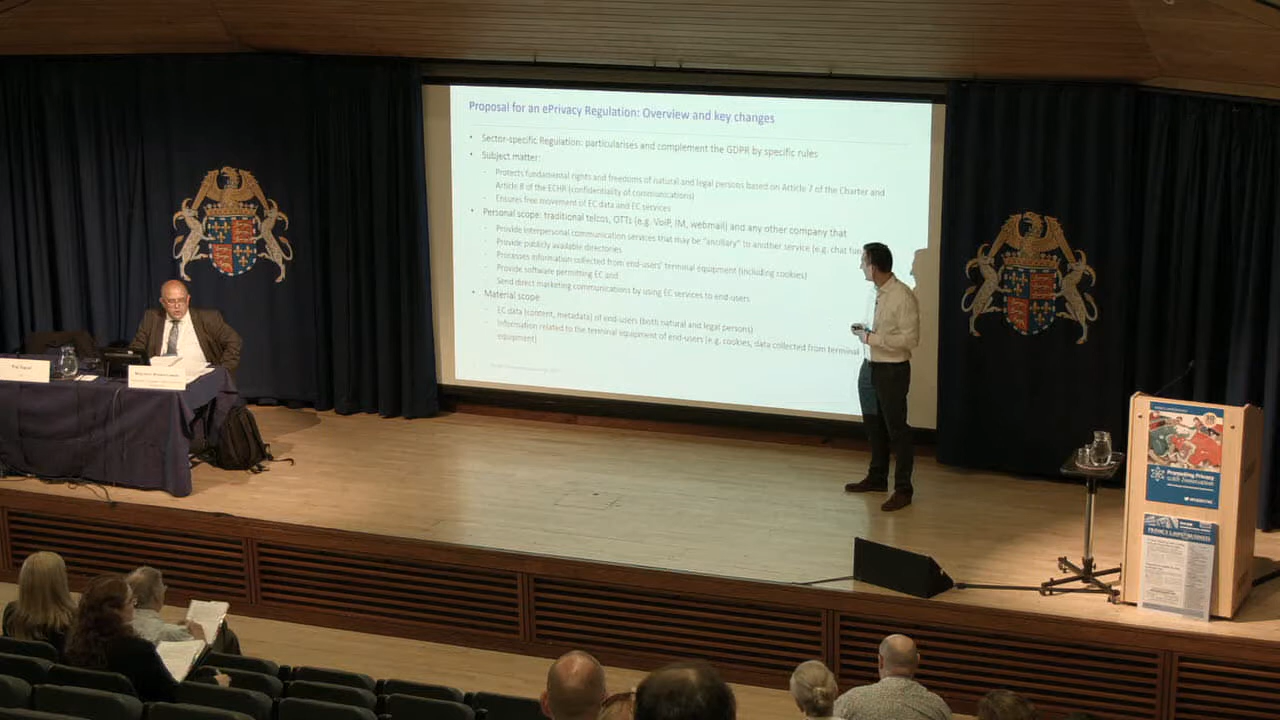 Proposal for an ePrivacy Regulation: Overview and key changes
• Sector-specific Regulation: particularises and complement the GDPR by specific rules
• Subject matter:
- Protects fundamental rights and freedoms of natural and legal persons based on Article 7 of the Charter and
Article 8 of the ECHR (confidentiality of communications)
- Ensures free movement of EC data and EC services
• Personal scope: traditional telcos, OTTs (e.g. VoIP, IM, webmail) and any other company that
- Provide interpersonal communication services that may be "ancillary" to another service (e.g. chat
- Provide publicly available directories
- Processes information collected from end-users' terminal equipment (including cookies)
- Provide software permitting EC and
- Send direct marketing communications by using EC services to end-users
• Material scope
- EC data (content, metadata) of end-users (both natural and legal persons)
- Information related to the terminal equipment of end-users (e.g. cookies, data collected from terminal
equipment)
Promoting Privacy
with Innovation
PRIVACY LAWS & BUSINESS